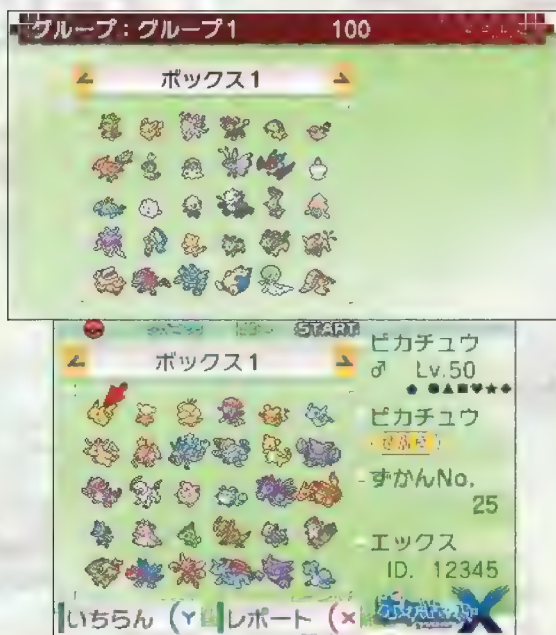 グループ：グループ1 100
ボックス1
START
ボックス1
ピカチュウ
♂ Lv.50
ピカチュウ
ずかんNo.
25
エックス
ID. 12345
いちらん Y レポート X